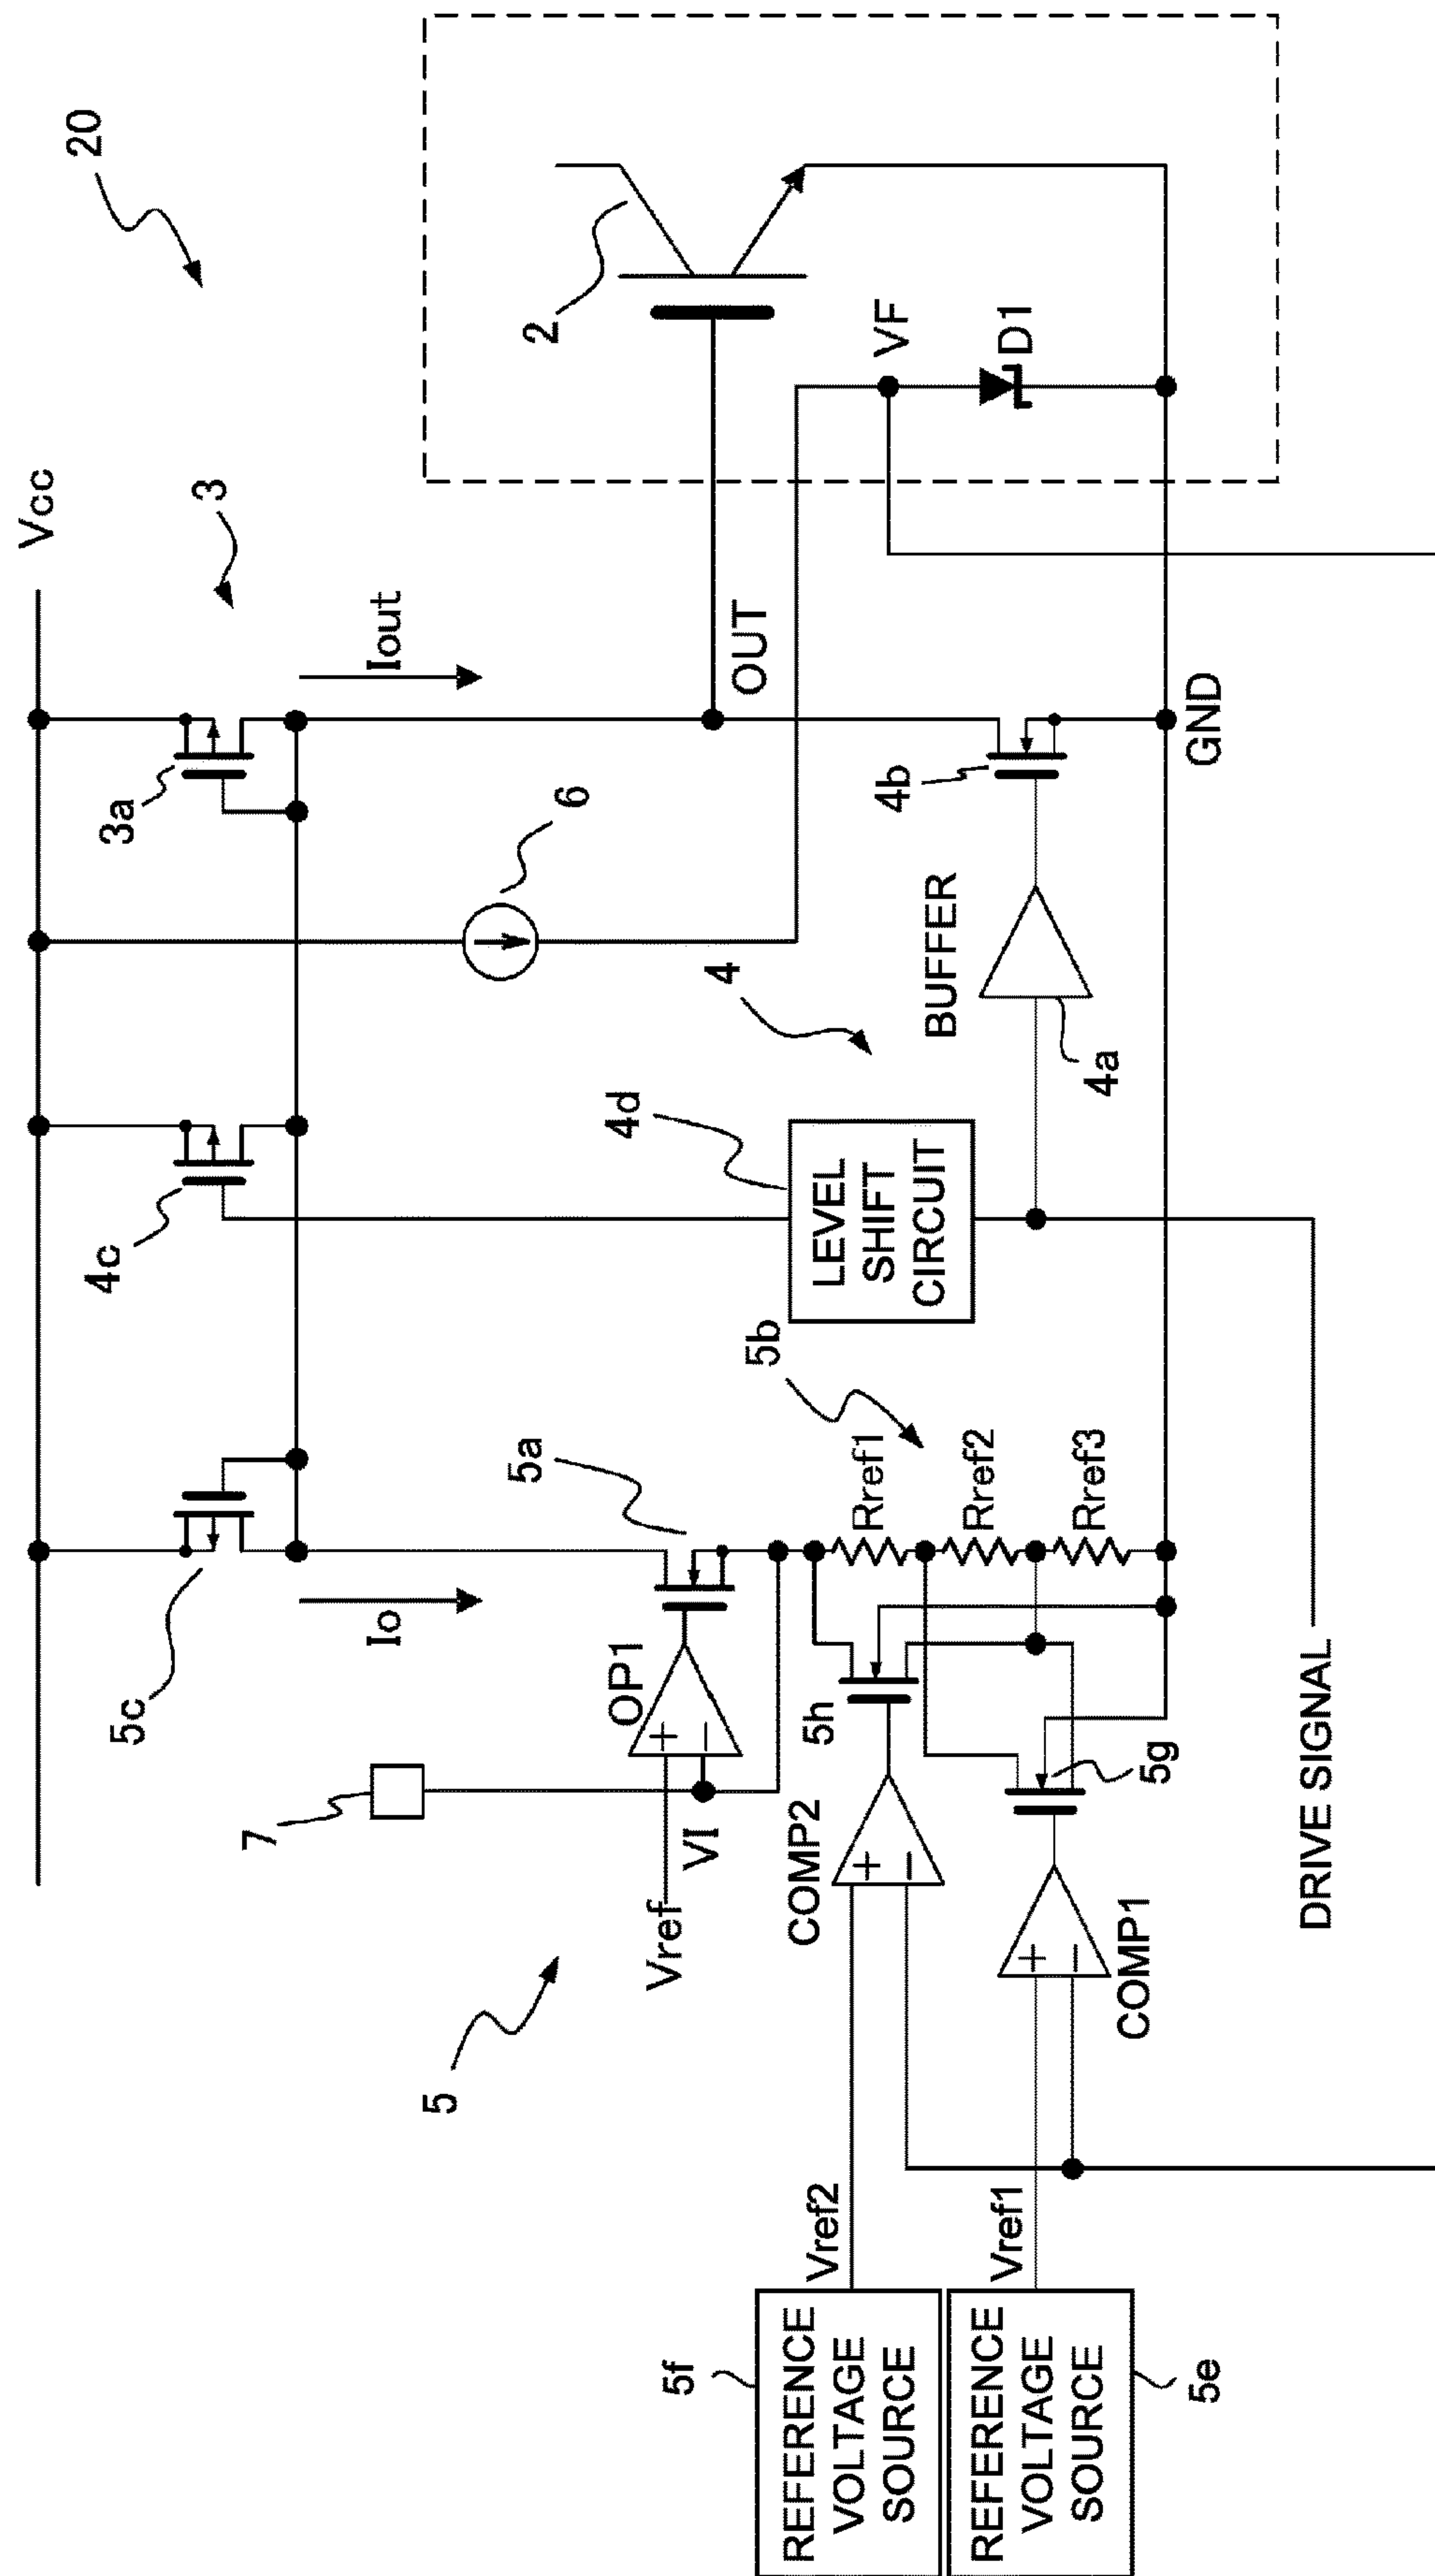 20
Vcc
3
3a
Iout
2
VF
D1
OUT
6
4c
4
4d
LEVEL
SHIFT
CIRCUIT
BUFFER
4a
4b
GND
5c
Io
5a
5b
OP1
+
−
7
Vref
VI
5
Rref1
Rref2
Rref3
5h
COMP2
+
−
5g
COMP1
+
−
DRIVE SIGNAL
Vref2
Vref1
5f
REFERENCE
VOLTAGE
SOURCE
REFERENCE
VOLTAGE
SOURCE
5e